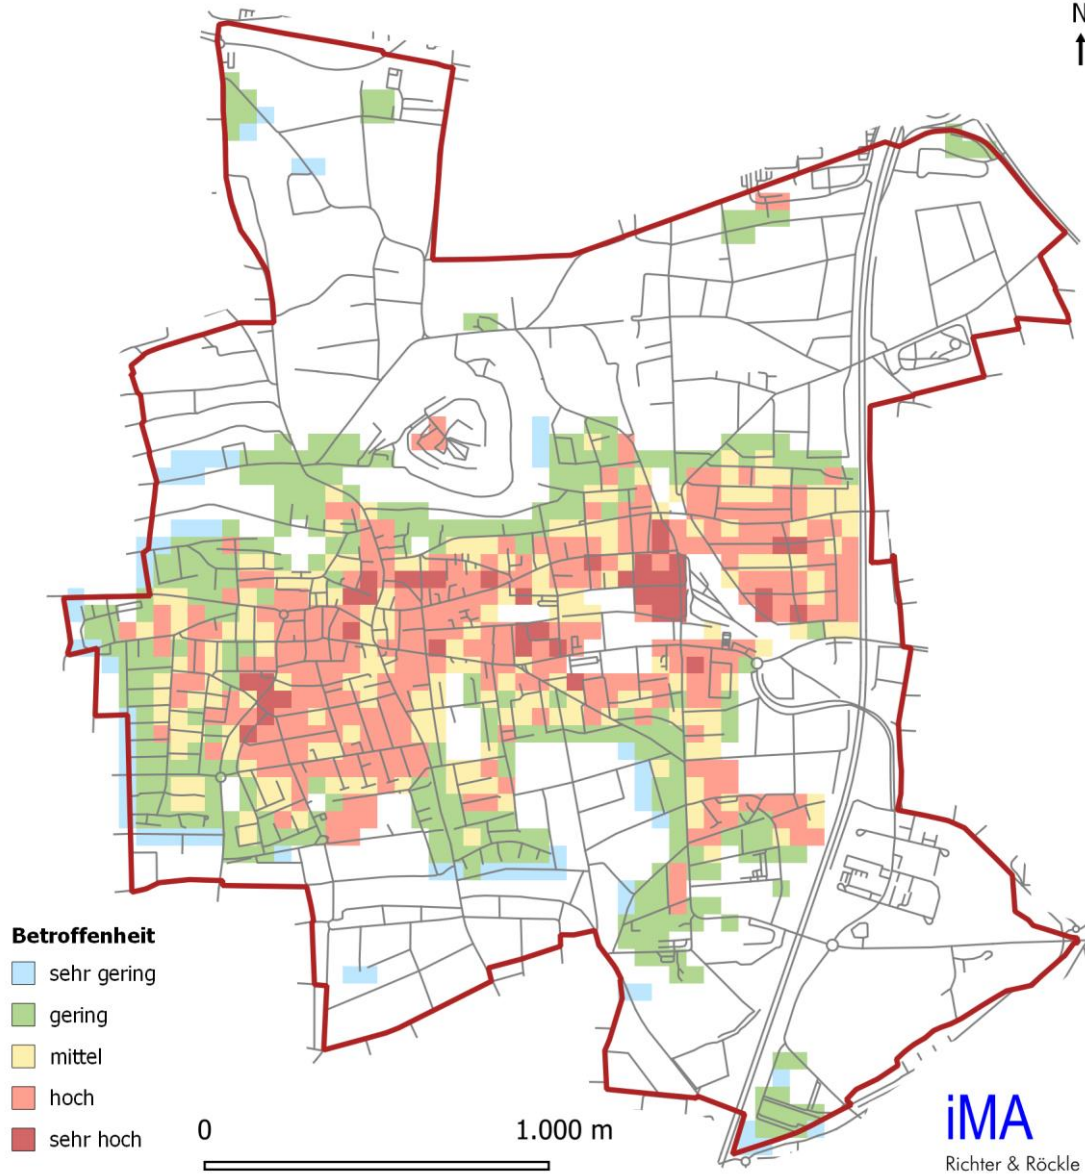 N
Betroffenheit
sehr gering
gering
mittel
hoch
sehr hoch
0 1.000 m
iMA
Richter & Röckle